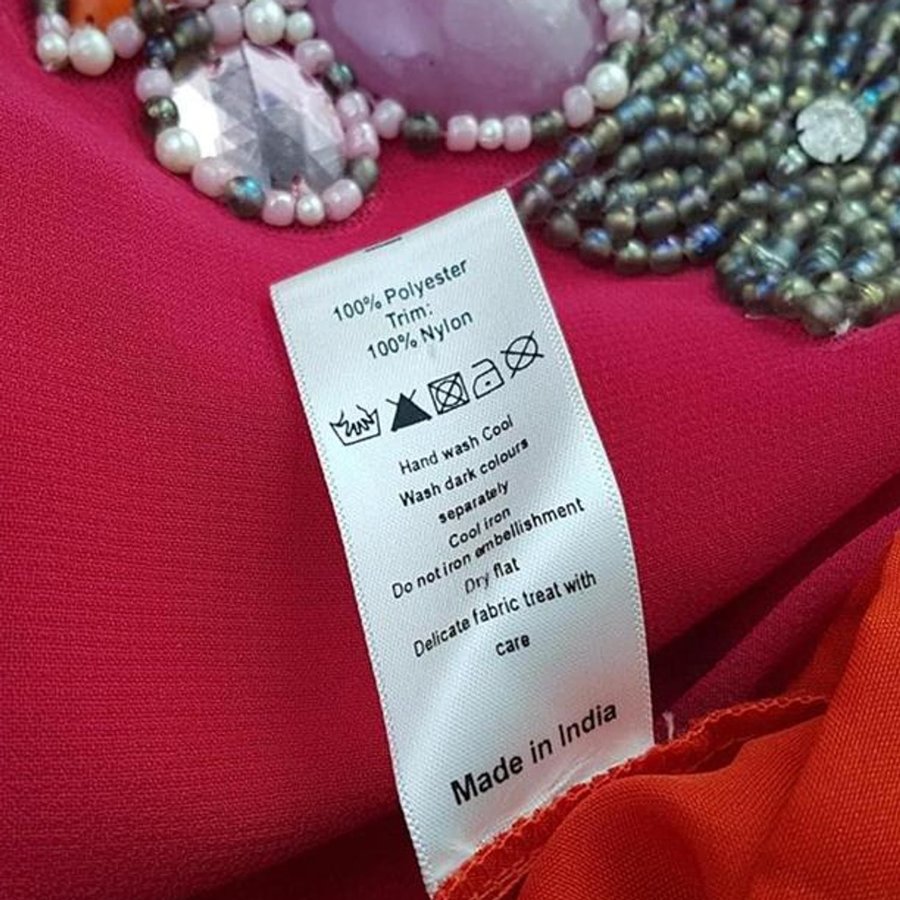 100% Polyester
Trim:
100% Nylon
Hand wash Cool
Wash dark colours
separately
Cool iron
Do not iron embellishment
Dry flat
Delicate fabric treat with
care
Made in India